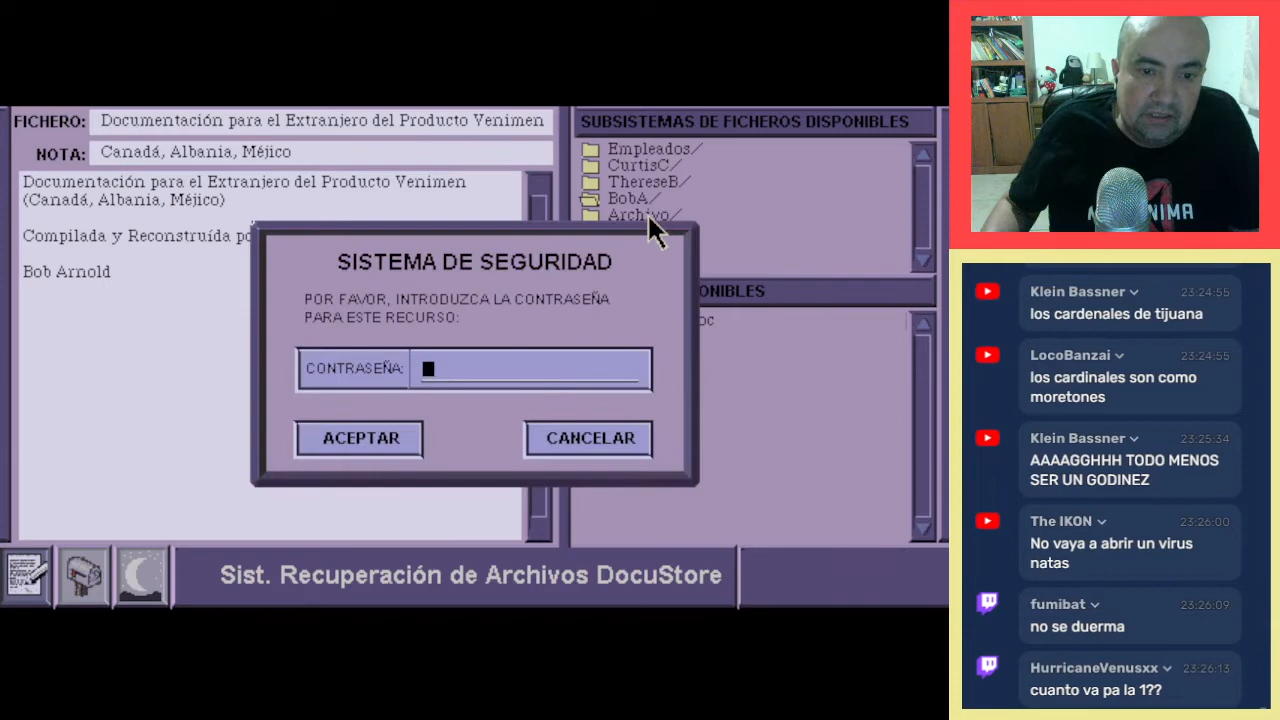 FICHERO: Documentación para el Extranjero del Producto Venimen
NOTA: Canadá, Albania, Méjico
Documentación para el Extranjero del Producto Venimen
(Canadá, Albania, Méjico)
Compilada y Reconstruída po
Bob Arnold
SUBSISTEMAS DE FICHEROS DISPONIBLES
Empleados/
CurtisC/
ThereseB/
BobA/
Archivo/
ONIBLES
oc
SISTEMA DE SEGURIDAD
POR FAVOR, INTRODUZCA LA CONTRASEÑA
PARA ESTE RECURSO:
CONTRASEÑA:
ACEPTAR
CANCELAR
Sist. Recuperación de Archivos DocuStore
Klein Bassner 23:24:55
los cardenales de tijuana
LocoBanzai 23:24:55
los cardinales son como
moretones
Klein Bassner 23:25:34
AAAAGGHHH TODO MENOS
SER UN GODINEZ
The IKON 23:26:00
No vaya a abrir un virus
natas
fumibat 23:26:09
no se duerma
HurricaneVenusxx 23:26:13
cuanto va pa la 1??